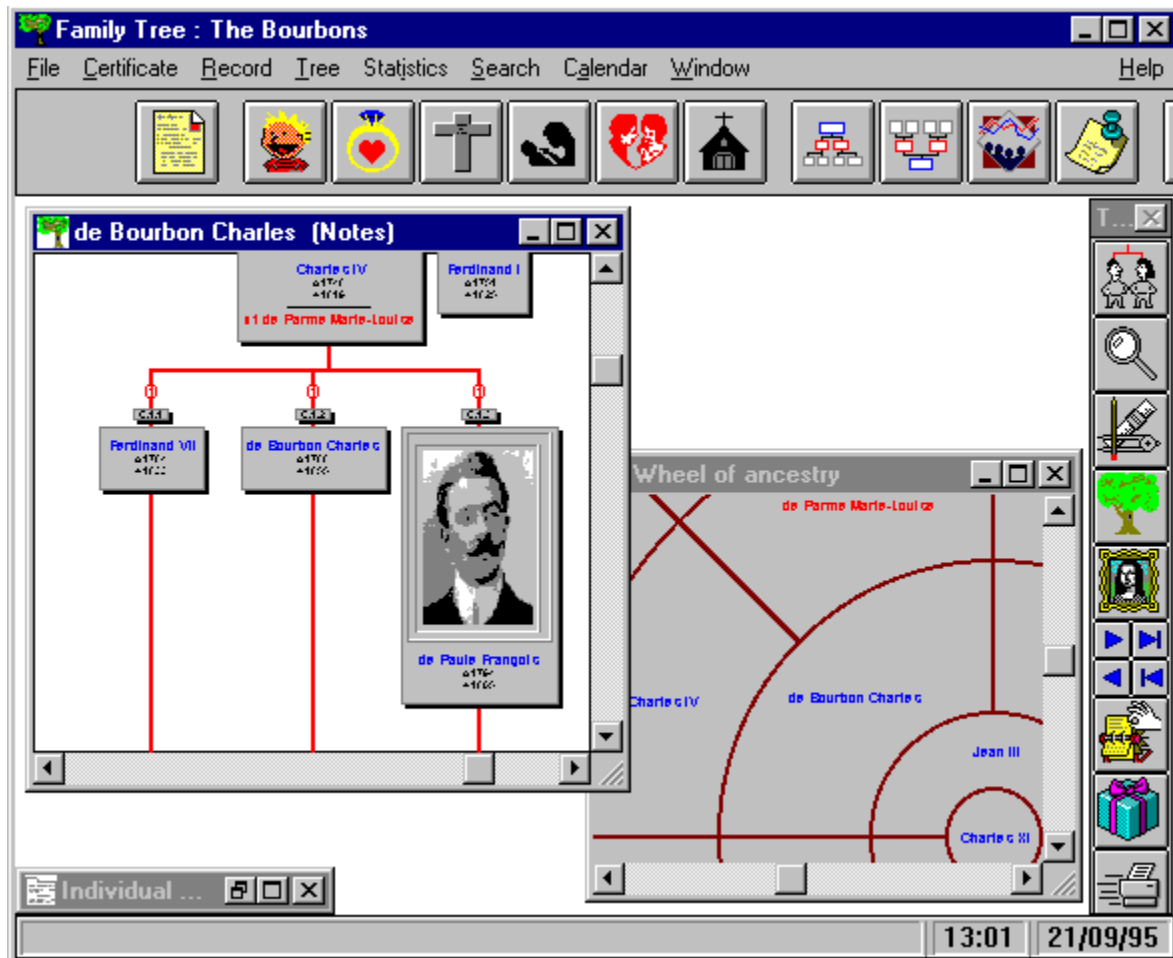 Family Tree : The Bourbons
File Certificate Record Tree Statistics Search Calendar Window Help
T...
de Bourbon Charles (Notes)
Charles IV
Ferdinand I
de Parme Marie-Louise
Ferdinand VII
de Bourbon Charles
de Paule François
Wheel of ancestry
de Parme Marie-Louise
Charles IV
de Bourbon Charles
Jean III
Charles XI
Individual ...
13:01 21/09/95